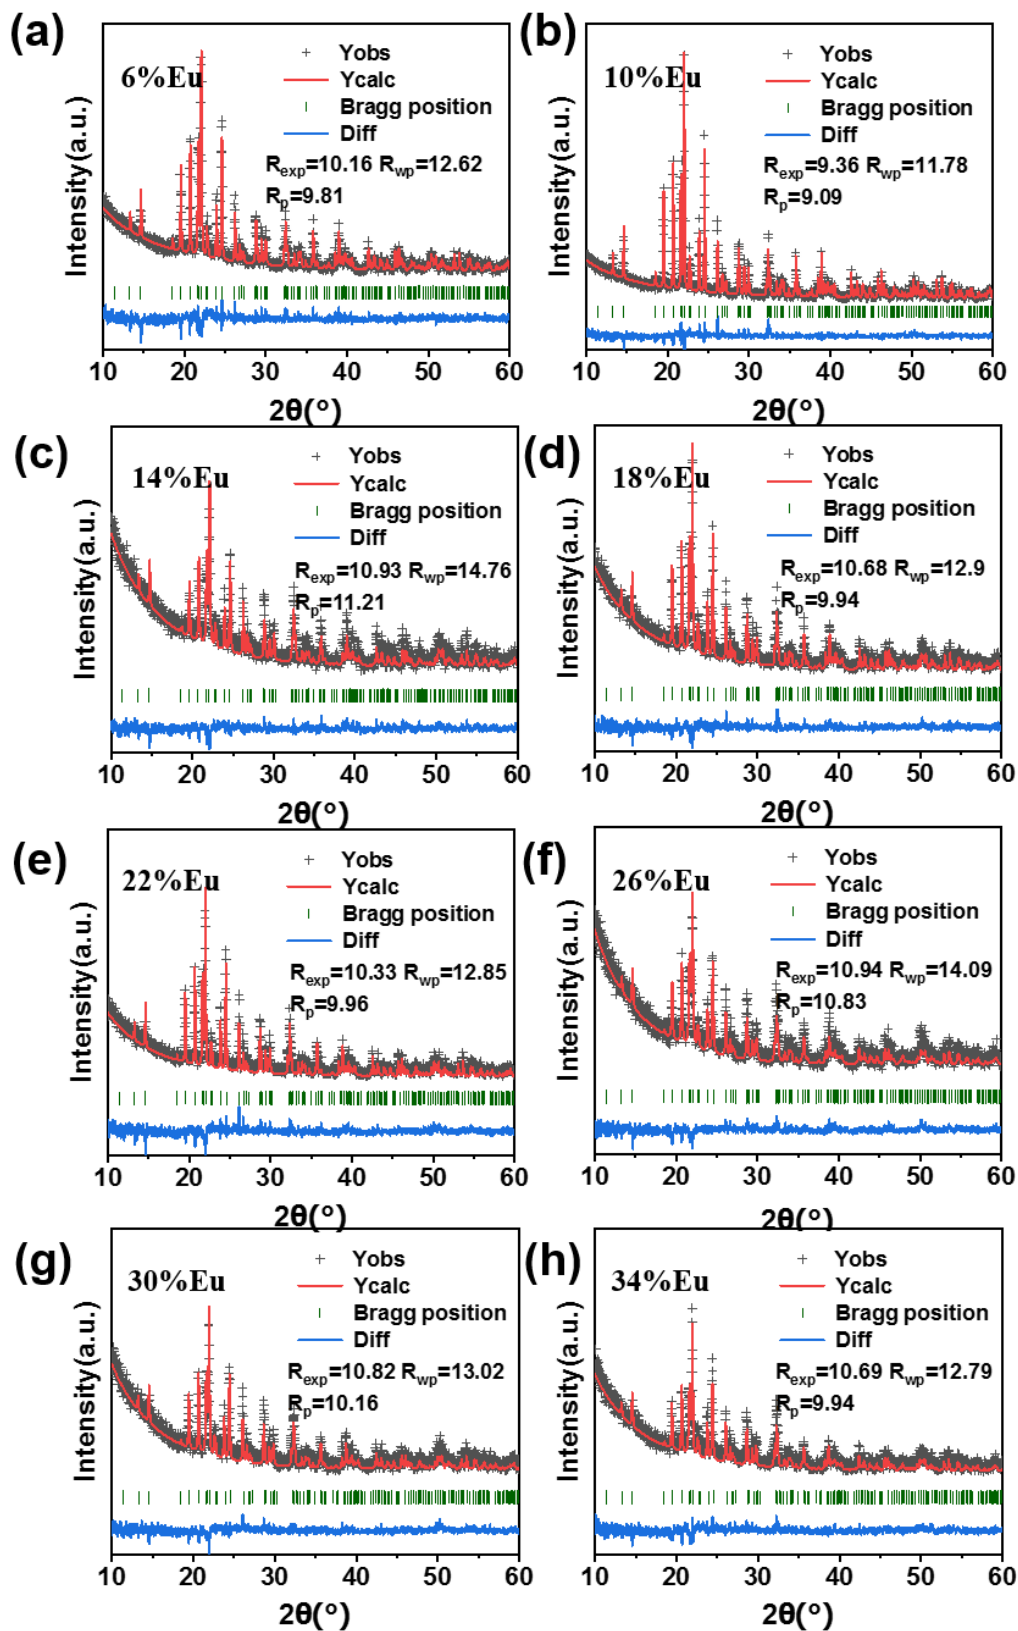 (a)
6%Eu
Yobs
Ycalc
Bragg position
Diff
Rexp=10.16 Rwp=12.62
Rp=9.81
Intensity(a.u.)
10 20 30 40 50 60
2θ(°)
(b)
10%Eu
Yobs
Ycalc
Bragg position
Diff
Rexp=9.36 Rwp=11.78
Rp=9.09
Intensity(a.u.)
10 20 30 40 50 60
2θ(°)
(c)
14%Eu
Yobs
Ycalc
Bragg position
Diff
Rexp=10.93 Rwp=14.76
Rp=11.21
Intensity(a.u.)
10 20 30 40 50 60
2θ(°)
(d)
18%Eu
Yobs
Ycalc
Bragg position
Diff
Rexp=10.68 Rwp=12.9
Rp=9.94
Intensity(a.u.)
10 20 30 40 50 60
2θ(°)
(e)
22%Eu
Yobs
Ycalc
Bragg position
Diff
Rexp=10.33 Rwp=12.85
Rp=9.96
Intensity(a.u.)
10 20 30 40 50 60
2θ(°)
(f)
26%Eu
Yobs
Ycalc
Bragg position
Diff
Rexp=10.94 Rwp=14.09
Rp=10.83
Intensity(a.u.)
10 20 30 40 50 60
2θ(°)
(g)
30%Eu
Yobs
Ycalc
Bragg position
Diff
Rexp=10.82 Rwp=13.02
Rp=10.16
Intensity(a.u.)
10 20 30 40 50 60
2θ(°)
(h)
34%Eu
Yobs
Ycalc
Bragg position
Diff
Rexp=10.69 Rwp=12.79
Rp=9.94
Intensity(a.u.)
10 20 30 40 50 60
2θ(°)